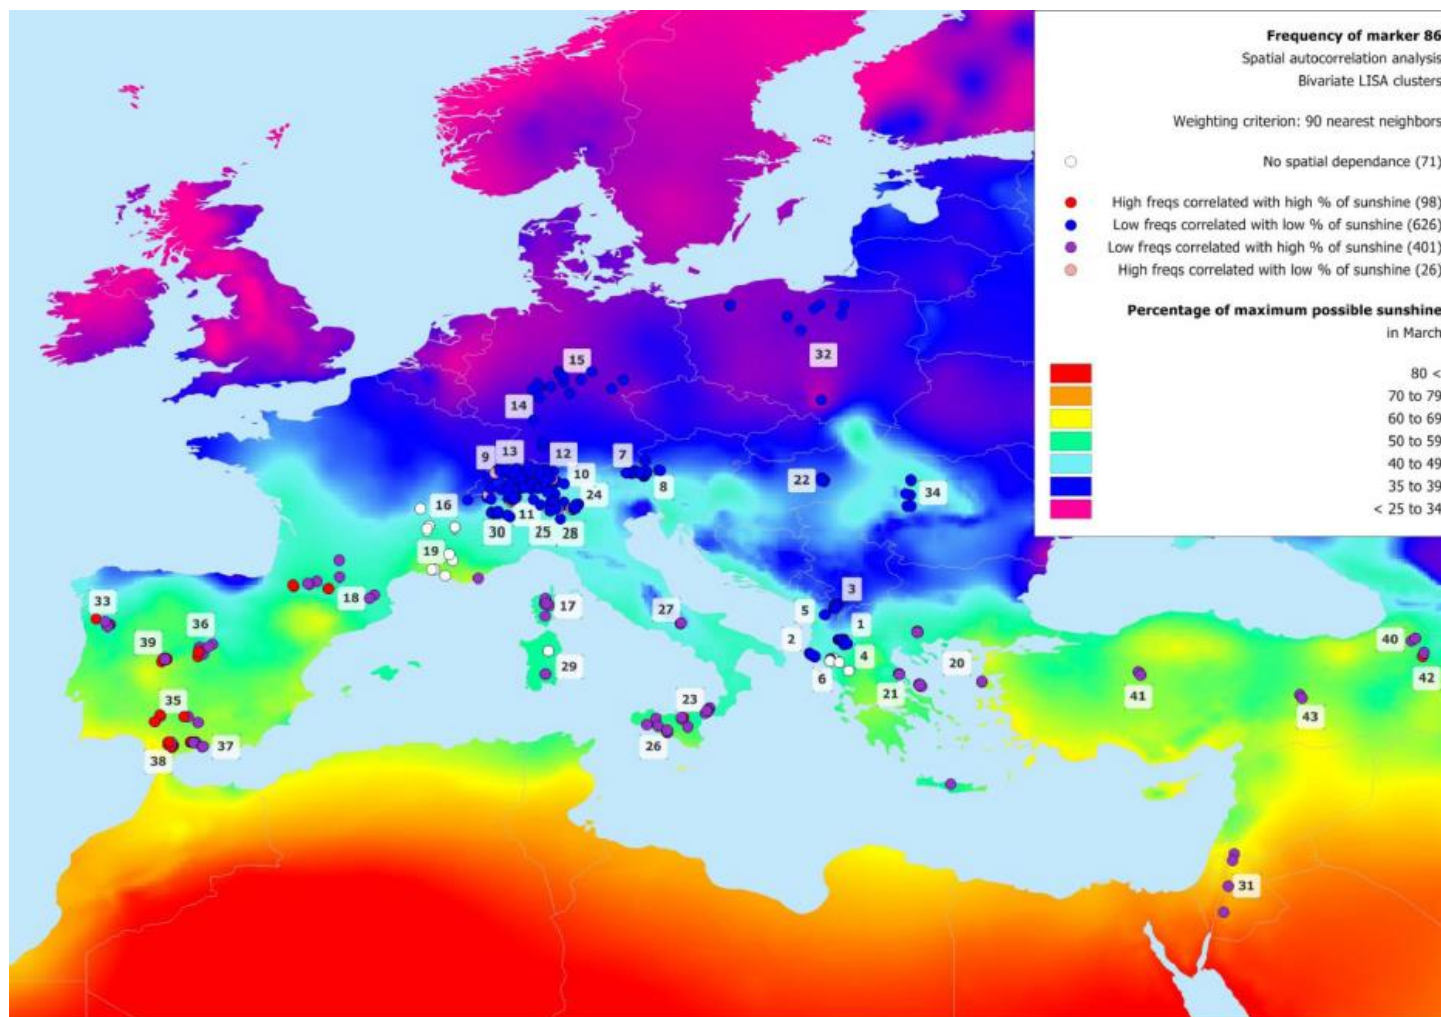 Frequency of marker 86
Spatial autocorrelation analysis
Bivariate LISA clusters
Weighting criterion: 90 nearest neighbors
No spatial dependance (71)
High freqs correlated with high % of sunshine (98)
Low freqs correlated with low % of sunshine (626)
Low freqs correlated with high % of sunshine (401)
High freqs correlated with low % of sunshine (26)
Percentage of maximum possible sunshine
in March
80 <
70 to 79
60 to 69
50 to 59
40 to 49
35 to 39
< 25 to 34
15
32
14
13
12
9
7
10
8
22
24
34
16
11
30
25
28
19
18
17
3
33
5
27
1
36
2
40
39
4
29
6
20
42
21
41
35
23
43
26
37
38
31